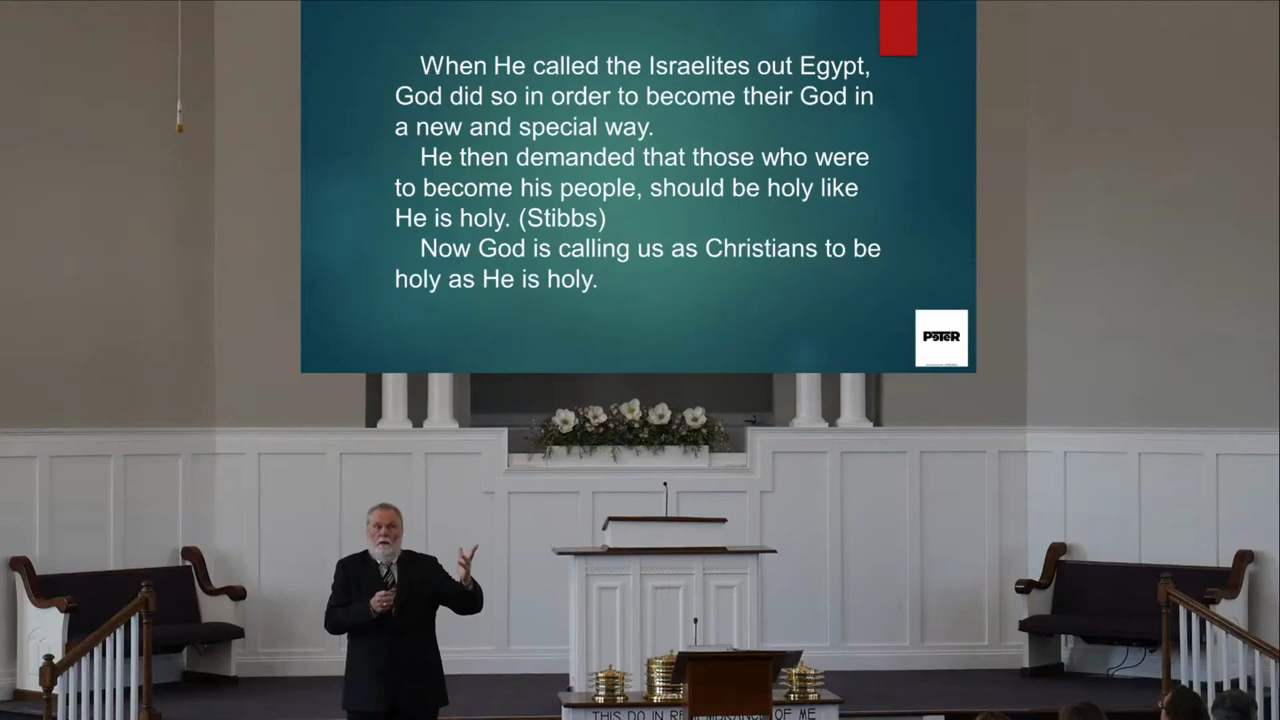 When He called the Israelites out Egypt,
God did so in order to become their God in
a new and special way.
He then demanded that those who were
to become his people, should be holy like
He is holy. (Stibbs)
Now God is calling us as Christians to be
holy as He is holy.
PETER
THIS DO IN OF ME